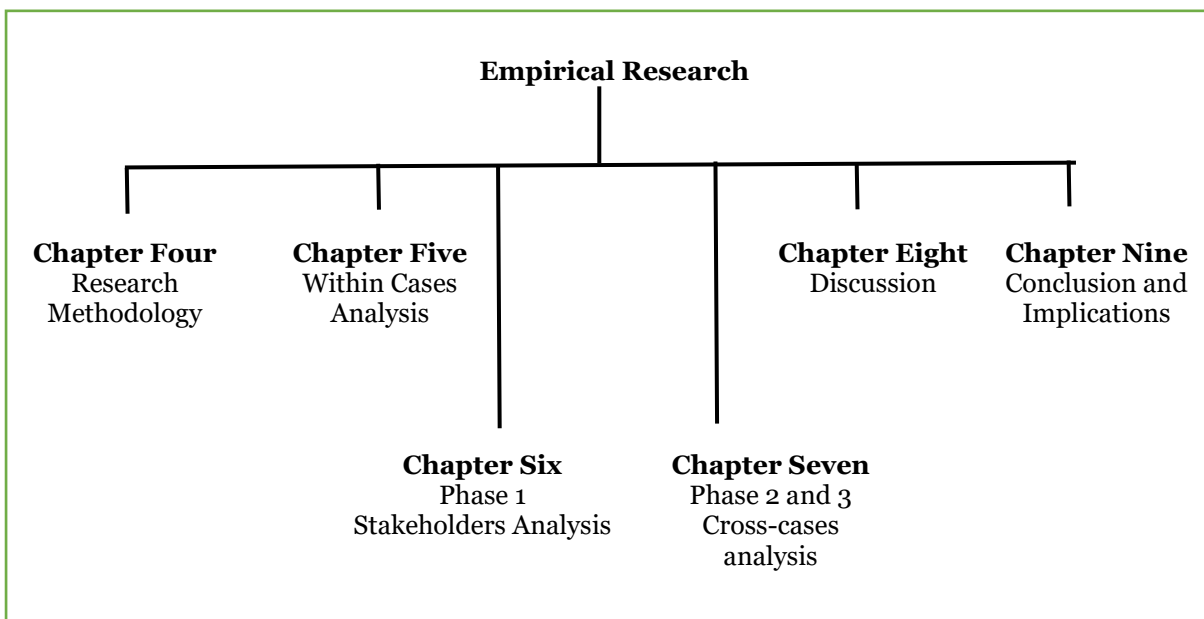 Empirical Research
Chapter Four
Research
Methodology
Chapter Five
Within Cases
Analysis
Chapter Eight
Discussion
Chapter Nine
Conclusion and
Implications
Chapter Six
Phase 1
Stakeholders Analysis
Chapter Seven
Phase 2 and 3
Cross-cases
analysis